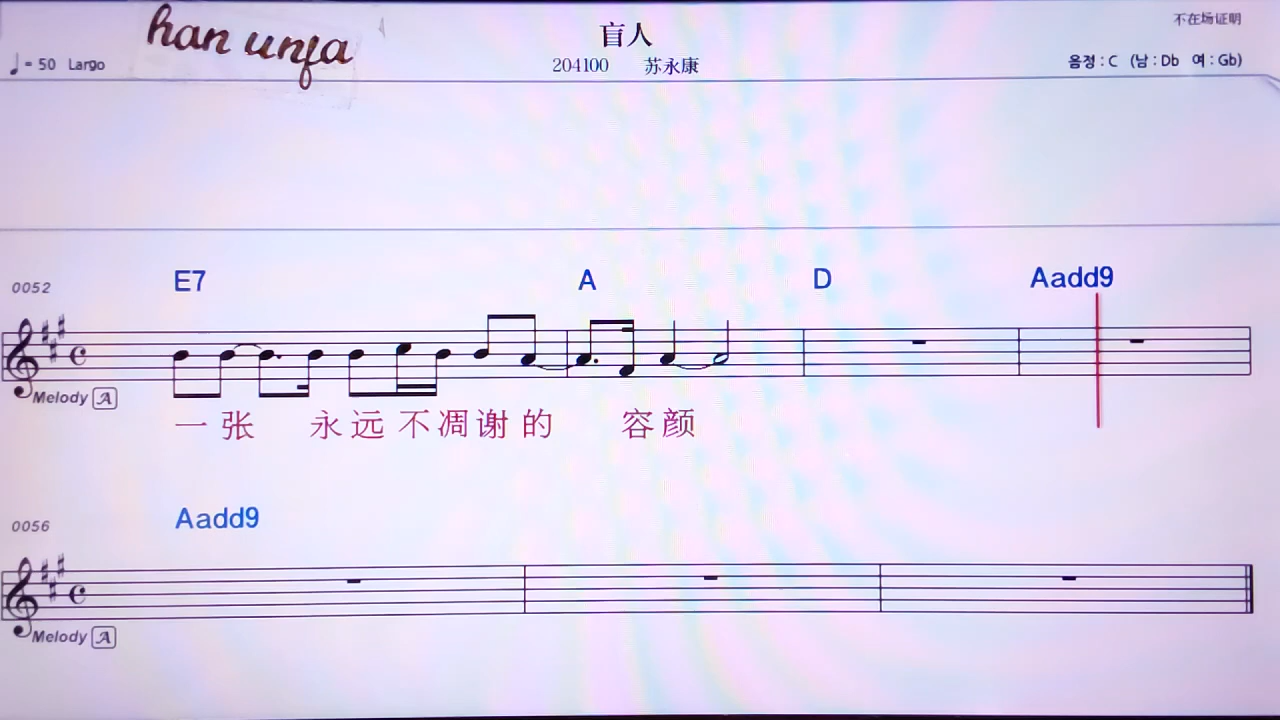 han unfa
盲人
不在场证明
♩= 50 Largo
204100 苏永康
음정 : C (남 : Db 여 : Gb)
E7 A D Aadd9
0052
Melody A
一张 永远不凋谢的 容颜
Aadd9
0056
Melody A